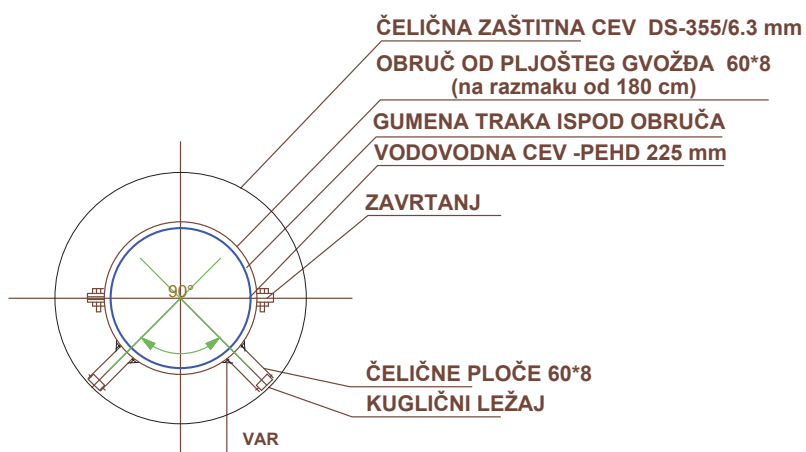 ČELIČNA ZAŠTITNA CEV DS-355/6.3 mm
OBRUČ OD PLJOŠTEG GVOŽĐA 60*8
(na razmaku od 180 cm)
GUMENA TRAKA ISPOD OBRUČA
VODOVODNA CEV -PEHD 225 mm
ZAVRTANJ
90°
ČELIČNE PLOČE 60*8
KUGLIČNI LEŽAJ
VAR